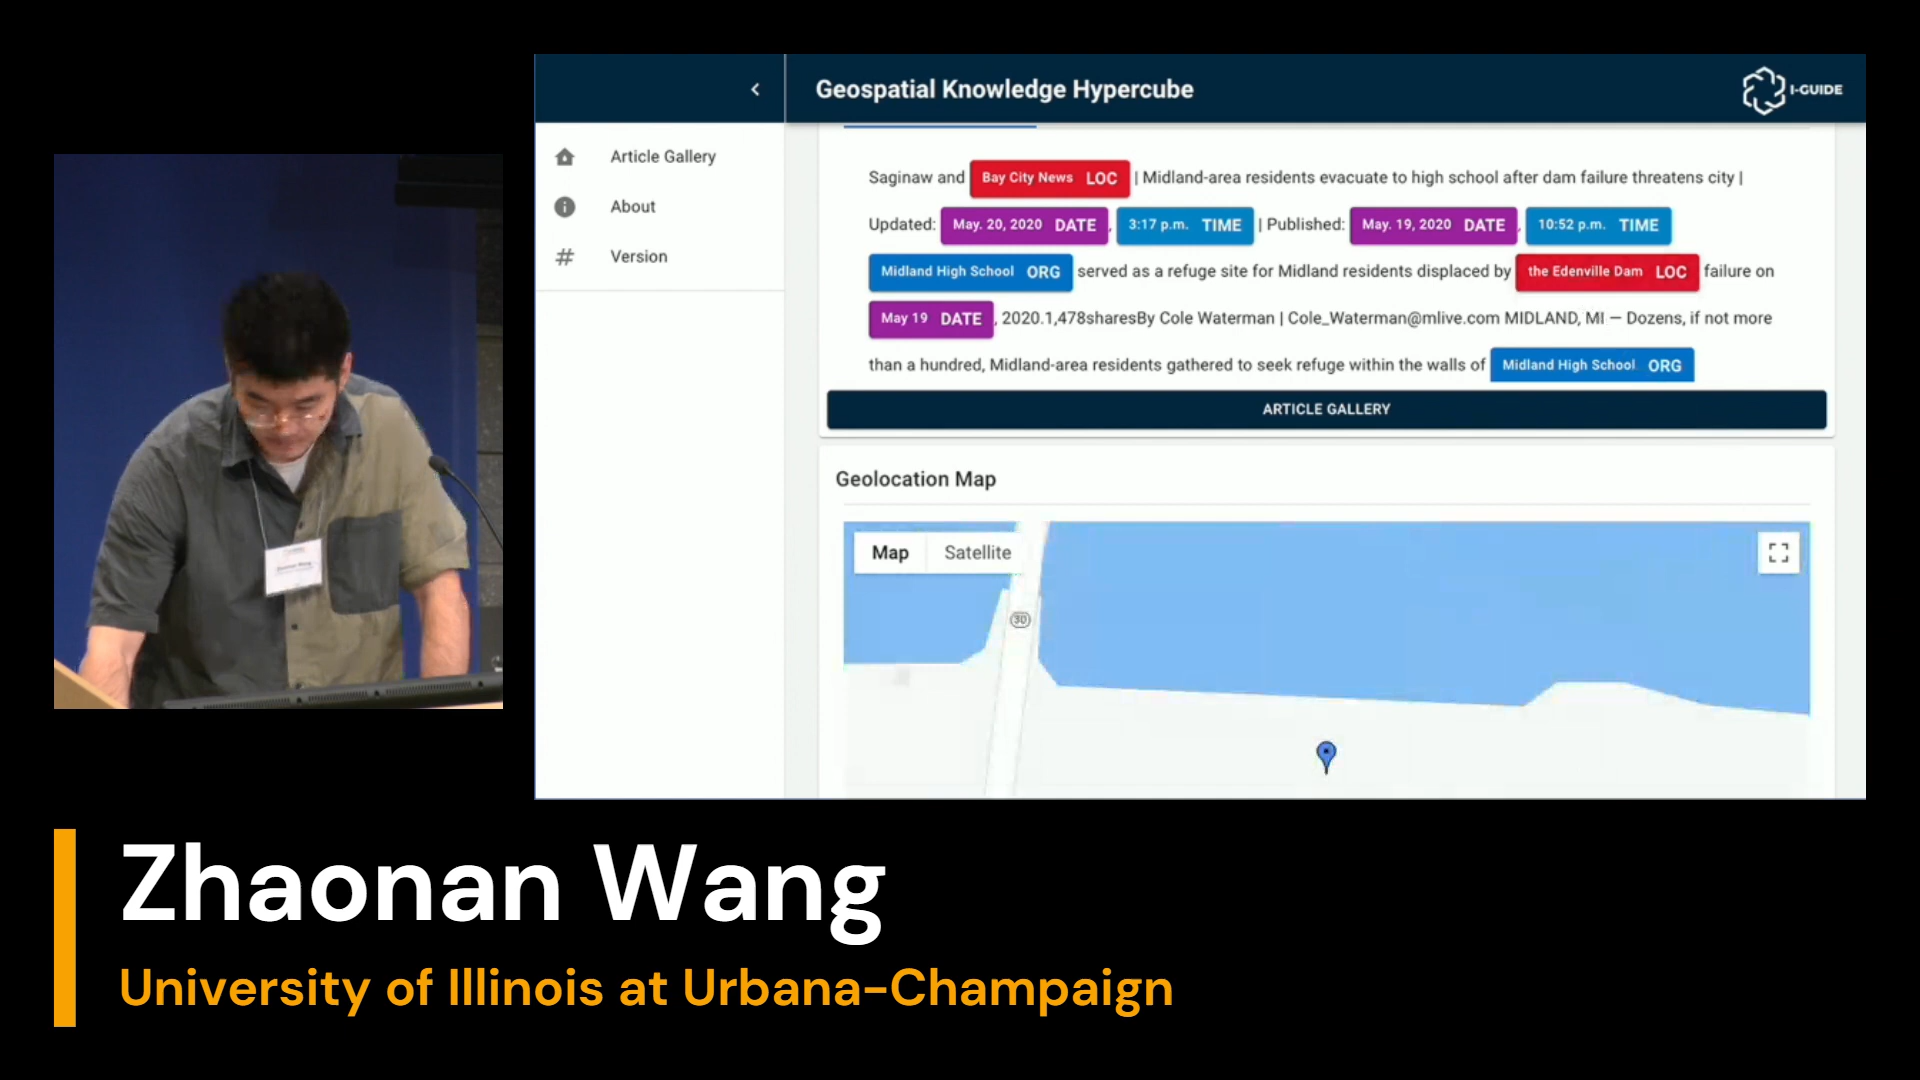 Geospatial Knowledge Hypercube
I-GUIDE
Article Gallery
About
Version
Saginaw and Bay City News LOC | Midland-area residents evacuate to high school after dam failure threatens city |
Updated: May. 20, 2020 DATE , 3:17 p.m. TIME | Published: May. 19, 2020 DATE , 10:52 p.m. TIME
Midland High School ORG served as a refuge site for Midland residents displaced by the Edenville Dam LOC failure on
May 19 DATE , 2020.1,478sharesBy Cole Waterman | Cole_Waterman@mlive.com MIDLAND, MI — Dozens, if not more
than a hundred, Midland-area residents gathered to seek refuge within the walls of Midland High School ORG
ARTICLE GALLERY
Geolocation Map
Map Satellite
30
Zhaonan Wang
University of Illinois at Urbana-Champaign